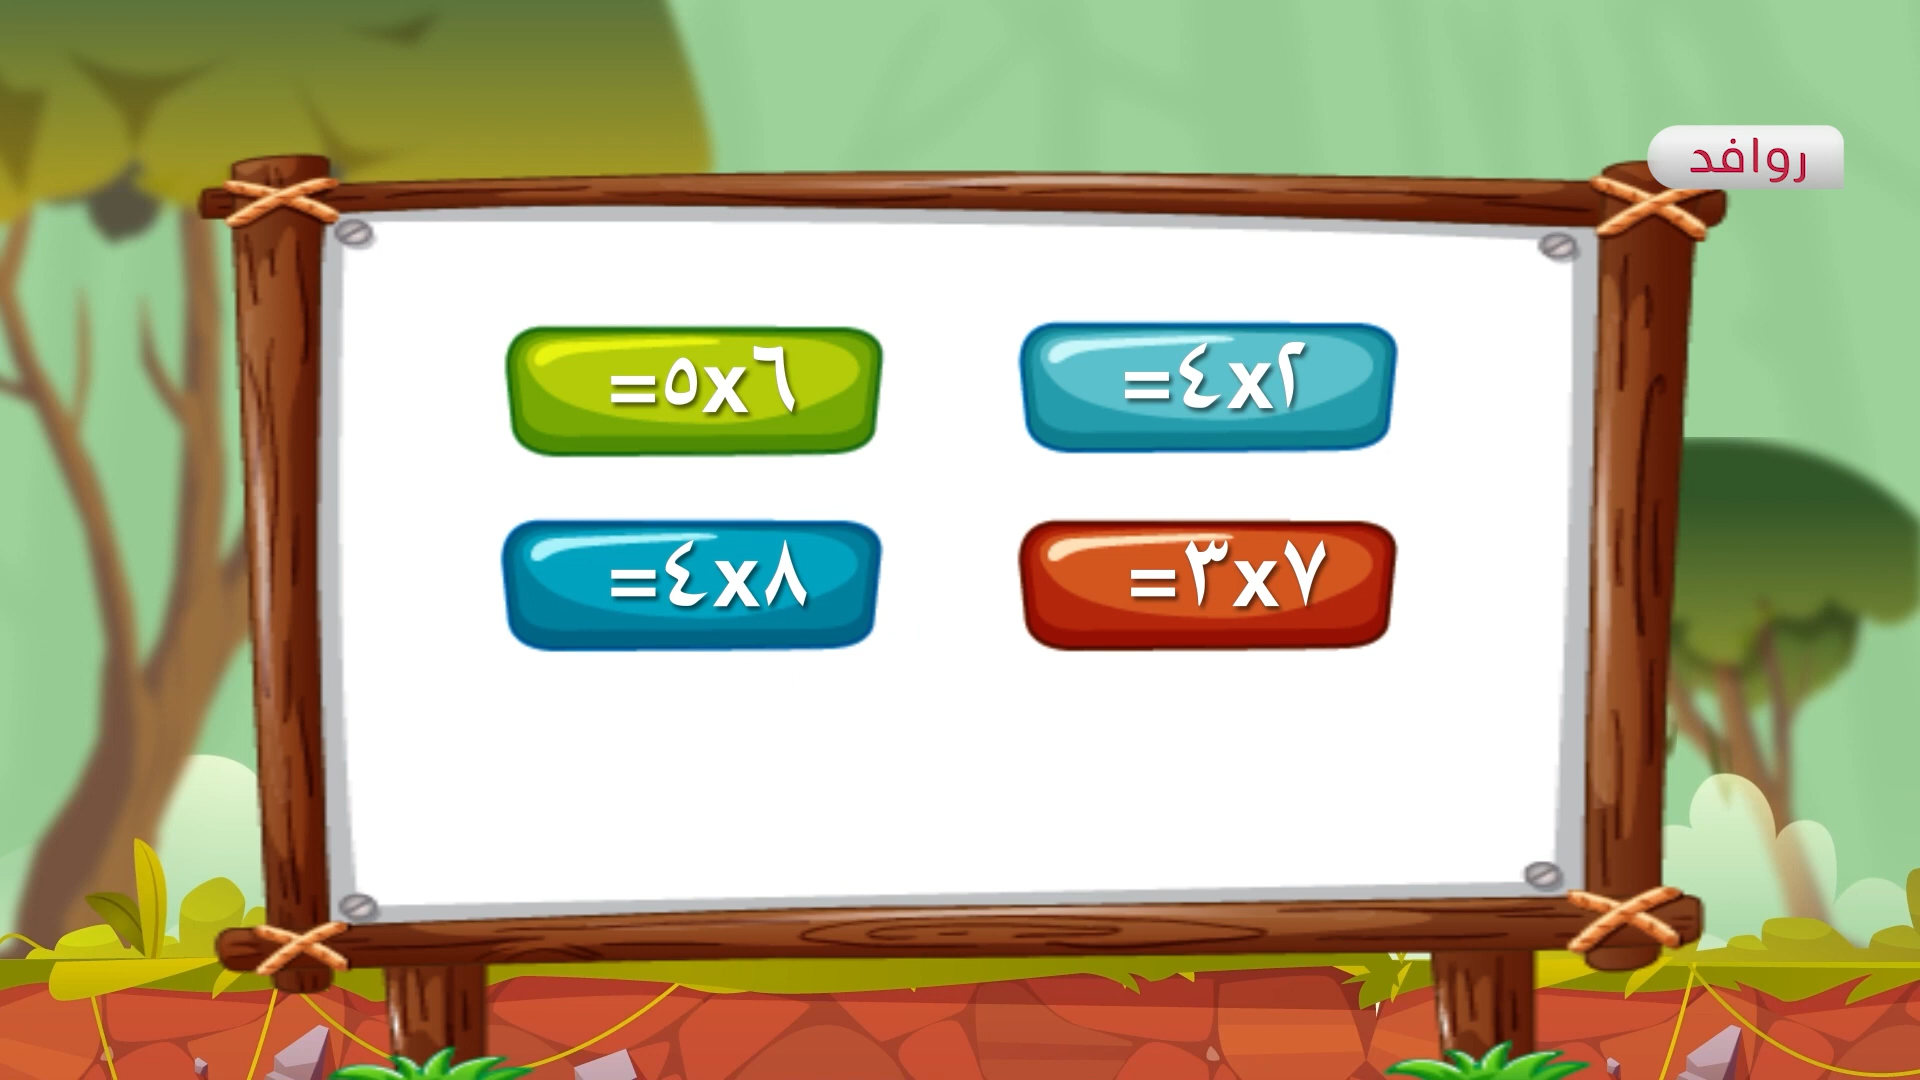 روافد
٢x٤=
٦x٥=
٧x٣=
٨x٤=